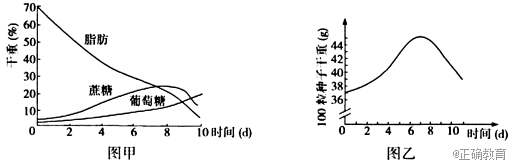 70
60
50
40
30
20
10
干重(%)
脂肪
蔗糖
葡萄糖
0 2 4 6 8 10 时间(d)
图甲
46
44
42
40
38
36
100粒种子干重(g)
0 2 4 6 8 10 时间(d)
图乙
@正确教育